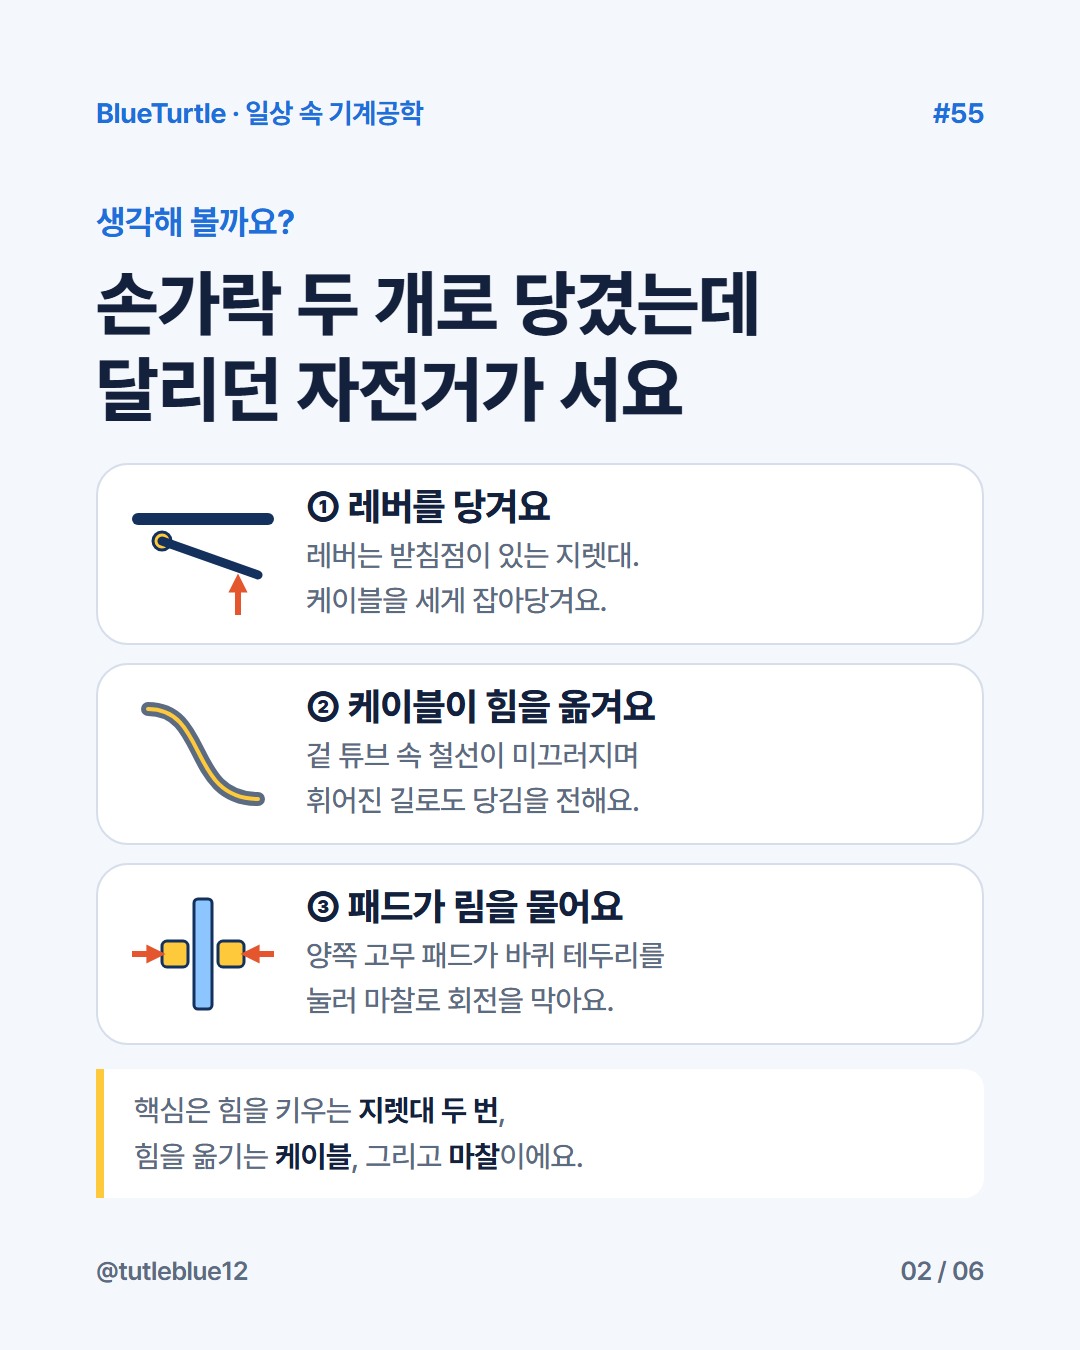 BlueTurtle · 일상 속 기계공학
#55
생각해 볼까요?
손가락 두 개로 당겼는데
달리던 자전거가 서요
① 레버를 당겨요
레버는 받침점이 있는 지렛대.
케이블을 세게 잡아당겨요.
② 케이블이 힘을 옮겨요
겉 튜브 속 철선이 미끄러지며
휘어진 길로도 당김을 전해요.
③ 패드가 림을 물어요
양쪽 고무 패드가 바퀴 테두리를
눌러 마찰로 회전을 막아요.
핵심은 힘을 키우는 지렛대 두 번,
힘을 옮기는 케이블, 그리고 마찰이에요.
@tutleblue12
02 / 06